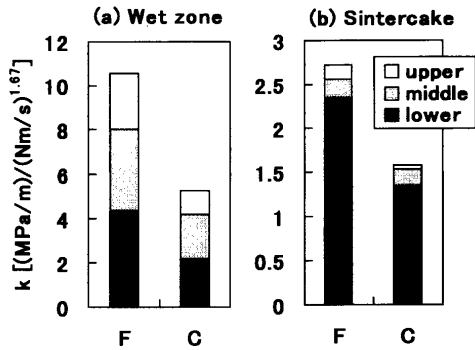 (a) Wet zone
(b) Sintercake
k [(MPa/m)/(Nm/s)^1.67]
12
10
8
6
4
2
0
F C
3
2.5
2
1.5
1
0.5
0
F C
upper
middle
lower